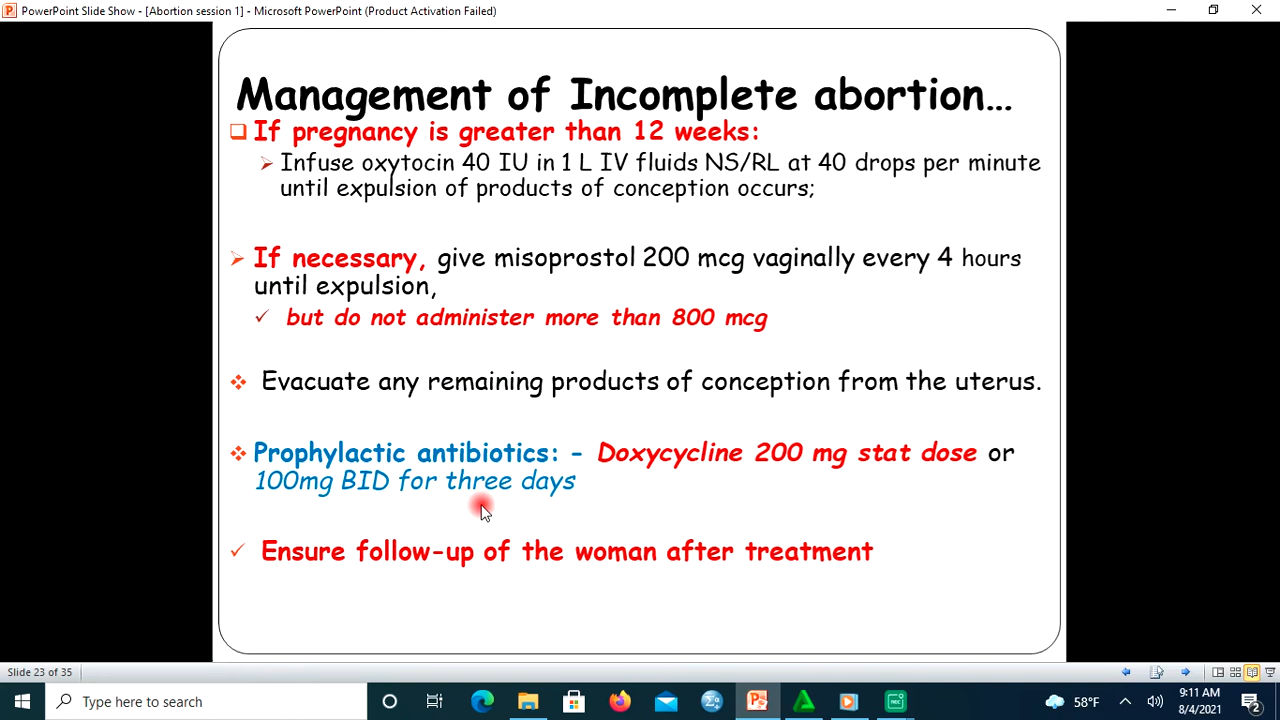 PowerPoint Slide Show - [Abortion session 1] - Microsoft PowerPoint (Product Activation Failed)
Management of Incomplete abortion...
If pregnancy is greater than 12 weeks:
Infuse oxytocin 40 IU in 1 L IV fluids NS/RL at 40 drops per minute
until expulsion of products of conception occurs;
If necessary, give misoprostol 200 mcg vaginally every 4 hours
until expulsion,
but do not administer more than 800 mcg
Evacuate any remaining products of conception from the uterus.
Prophylactic antibiotics: - Doxycycline 200 mg stat dose or
100mg BID for three days
Ensure follow-up of the woman after treatment
Slide 23 of 35
Type here to search
58°F
9:11 AM
8/4/2021
2